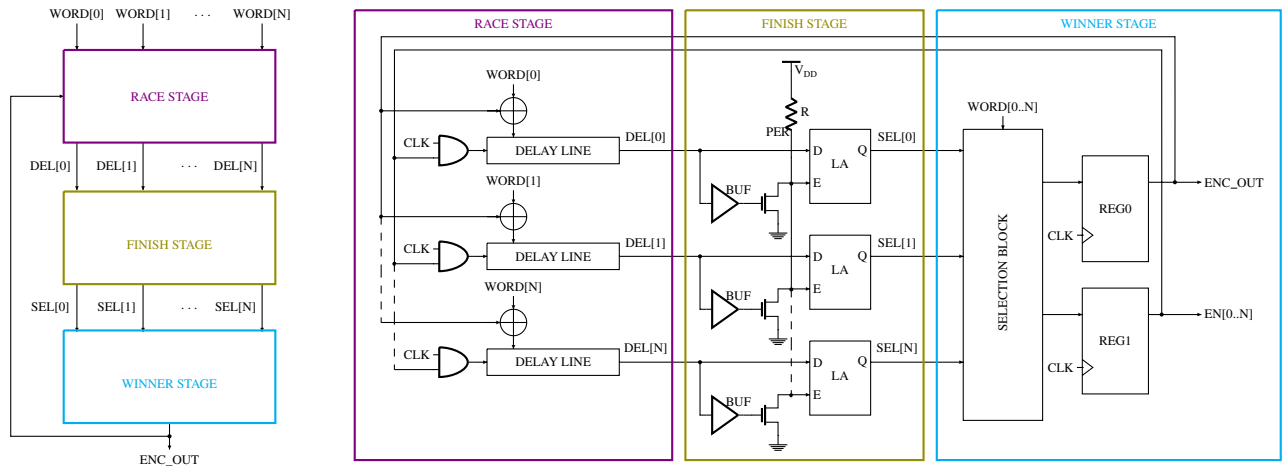 WORD[0] WORD[1] · · · WORD[N]
RACE STAGE
DEL[0] DEL[1] · · · DEL[N]
FINISH STAGE
SEL[0] SEL[1] · · · SEL[N]
WINNER STAGE
ENC_OUT
RACE STAGE
WORD[0]
CLK
DELAY LINE
DEL[0]
WORD[1]
CLK
DELAY LINE
DEL[1]
WORD[N]
CLK
DELAY LINE
DEL[N]
FINISH STAGE
VDD
R
PER
D Q
LA
E
BUF
SEL[0]
D Q
LA
E
BUF
SEL[1]
D Q
LA
E
BUF
SEL[N]
WINNER STAGE
WORD[0..N]
SELECTION BLOCK
REG0
CLK
ENC_OUT
REG1
CLK
EN[0..N]